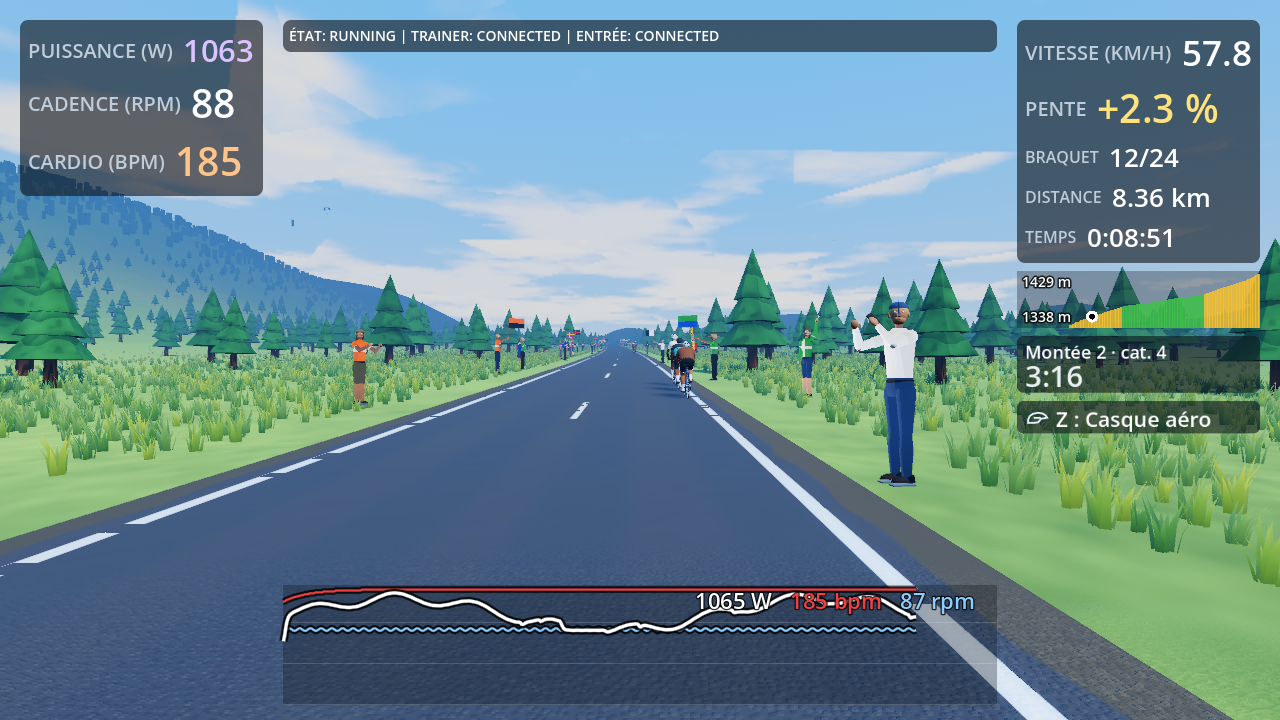 PUISSANCE (W) 1063
CADENCE (RPM) 88
CARDIO (BPM) 185
ÉTAT: RUNNING | TRAINER: CONNECTED | ENTRÉE: CONNECTED
VITESSE (KM/H) 57.8
PENTE +2.3 %
BRAQUET 12/24
DISTANCE 8.36 km
TEMPS 0:08:51
1429 m
1338 m
Montée 2 · cat. 4
3:16
Z : Casque aéro
1065 W 185 bpm 87 rpm